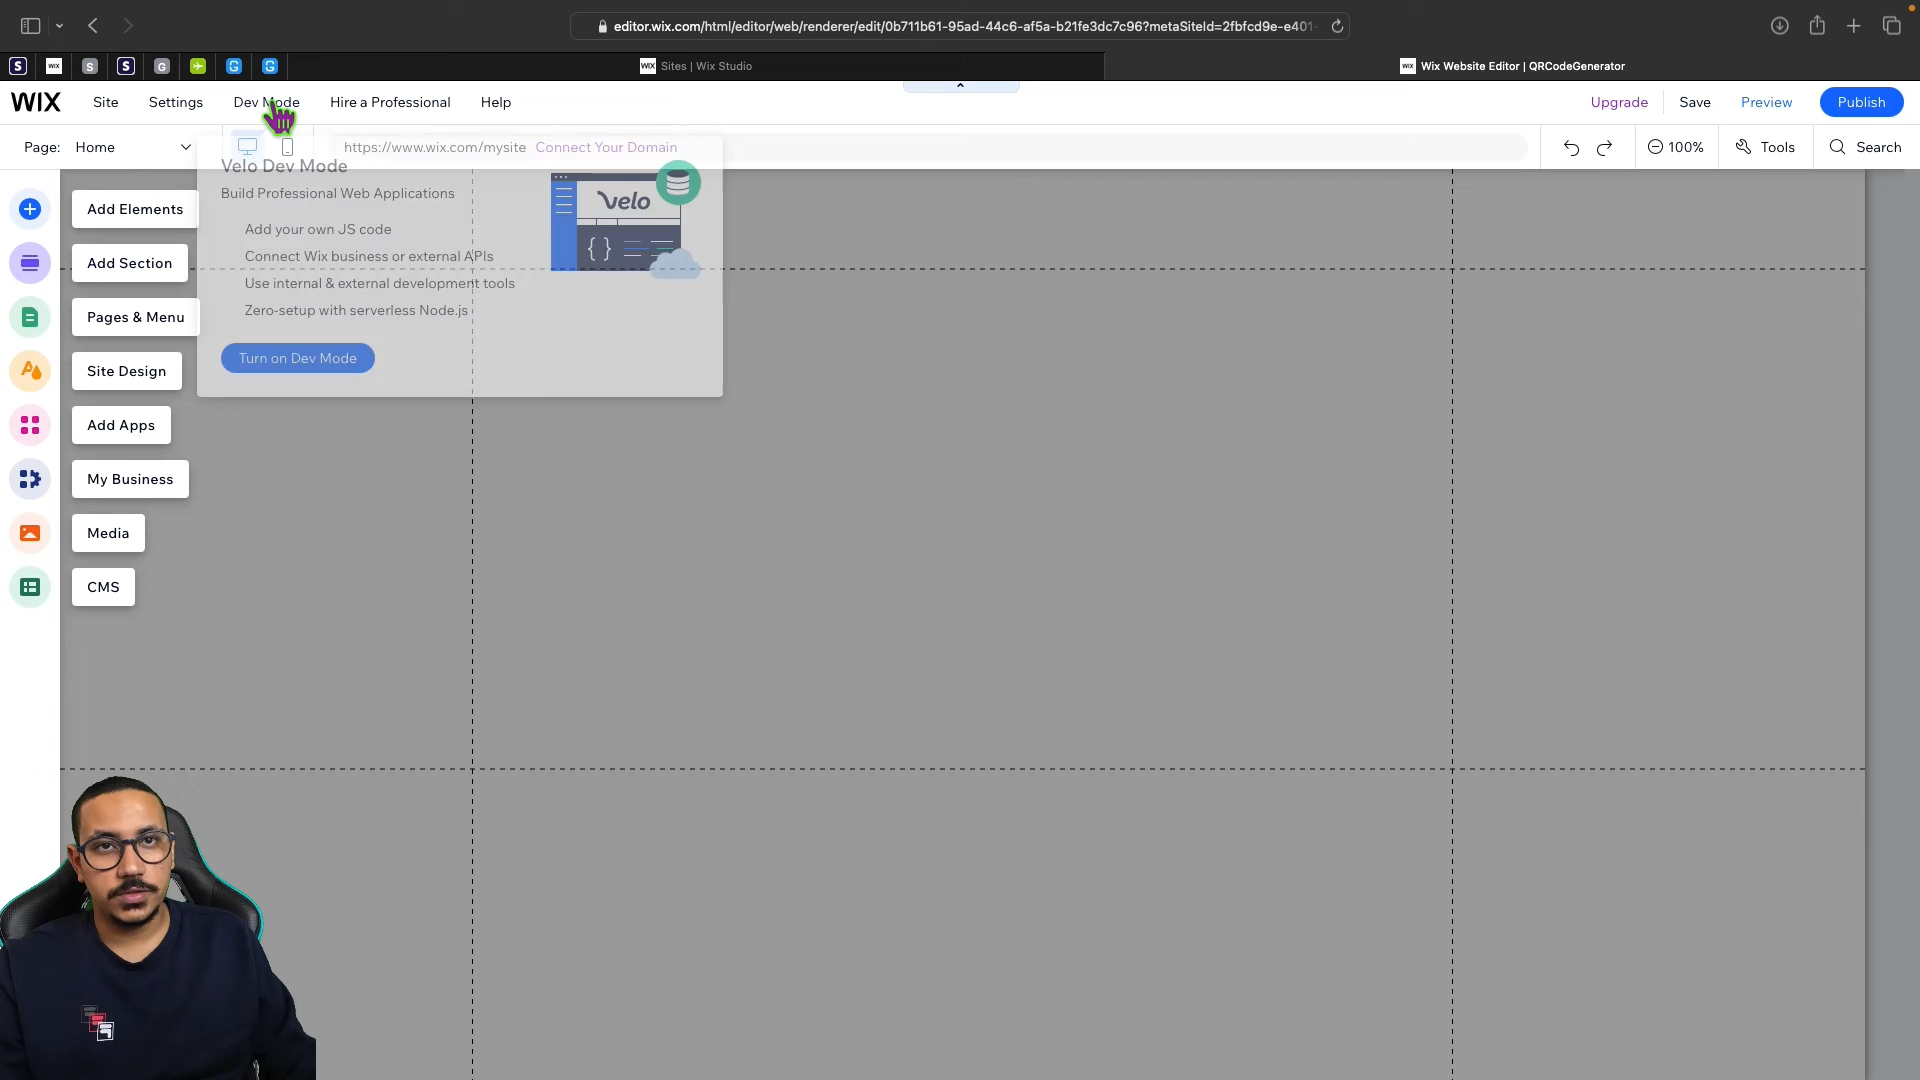 editor.wix.com/html/editor/web/renderer/edit/0b711b61-95ad-44c6-af5a-b21fe3dc7c96?metaSiteId=2fbfcd9e-e401-
S WIX S S G G G
WIX Sites | Wix Studio
WIX Wix Website Editor | QRCodeGenerator
WIX Site Settings Dev Mode Hire a Professional Help
Upgrade Save Preview Publish
Page: Home
https://www.wix.com/mysite Connect Your Domain
100% Tools Search
Velo Dev Mode
Build Professional Web Applications
Add your own JS code
Connect Wix business or external APIs
Use internal & external development tools
Zero-setup with serverless Node.js
Turn on Dev Mode
velo
{ }
Add Elements
Add Section
Pages & Menu
Site Design
Add Apps
My Business
Media
CMS